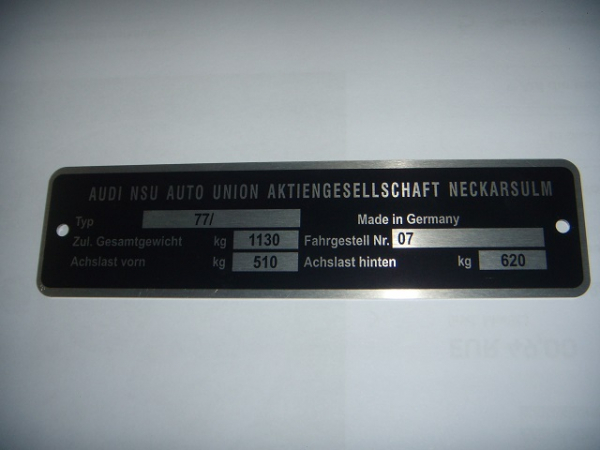 AUDI NSU AUTO UNION AKTIENGESELLSCHAFT NECKARSULM
Typ 77/ Made in Germany
Zul. Gesamtgewicht kg 1130 Fahrgestell Nr. 07
Achslast vorn kg 510 Achslast hinten kg 620